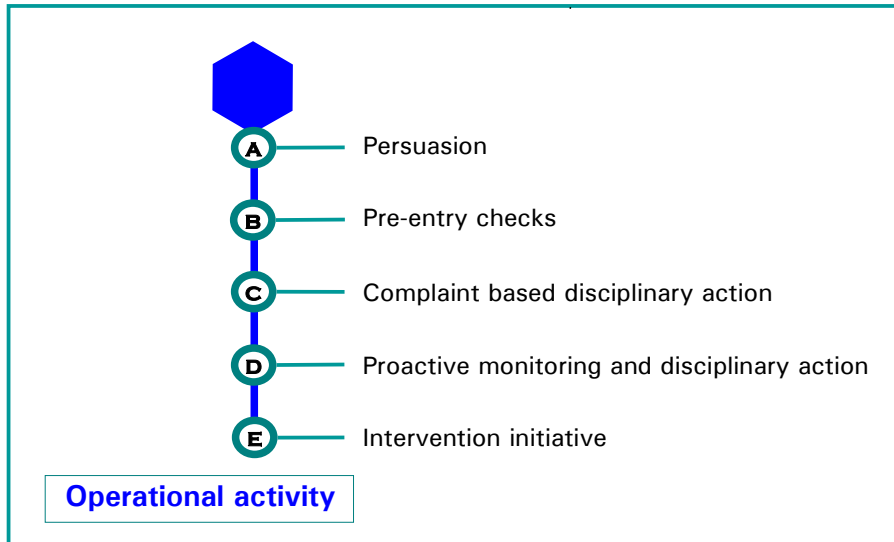 A Persuasion
B Pre-entry checks
C Complaint based disciplinary action
D Proactive monitoring and disciplinary action
E Intervention initiative
Operational activity